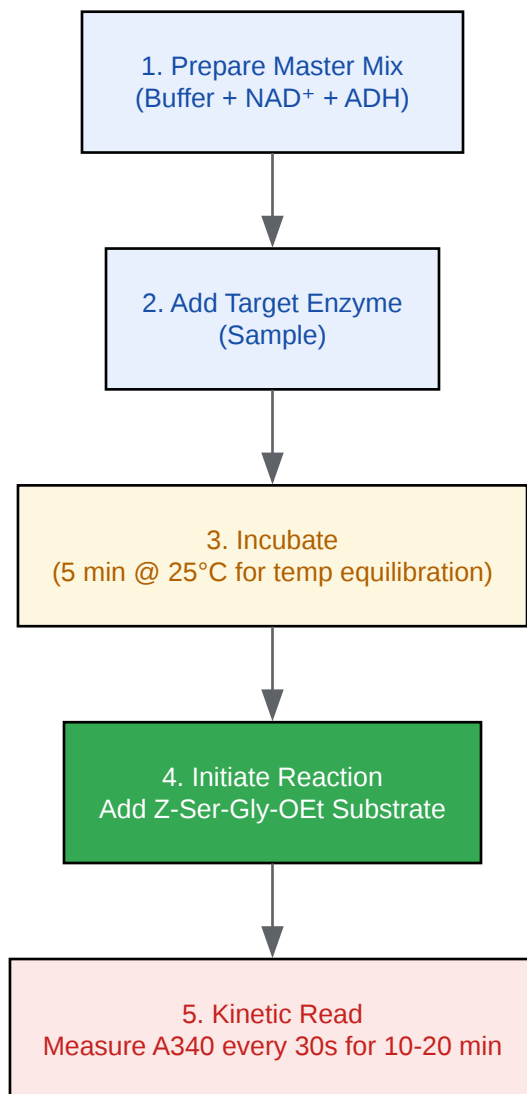 1. Prepare Master Mix
(Buffer + NAD⁺ + ADH)
2. Add Target Enzyme
(Sample)
3. Incubate
(5 min @ 25°C for temp equilibration)
4. Initiate Reaction
Add Z-Ser-Gly-OEt Substrate
5. Kinetic Read
Measure A340 every 30s for 10-20 min